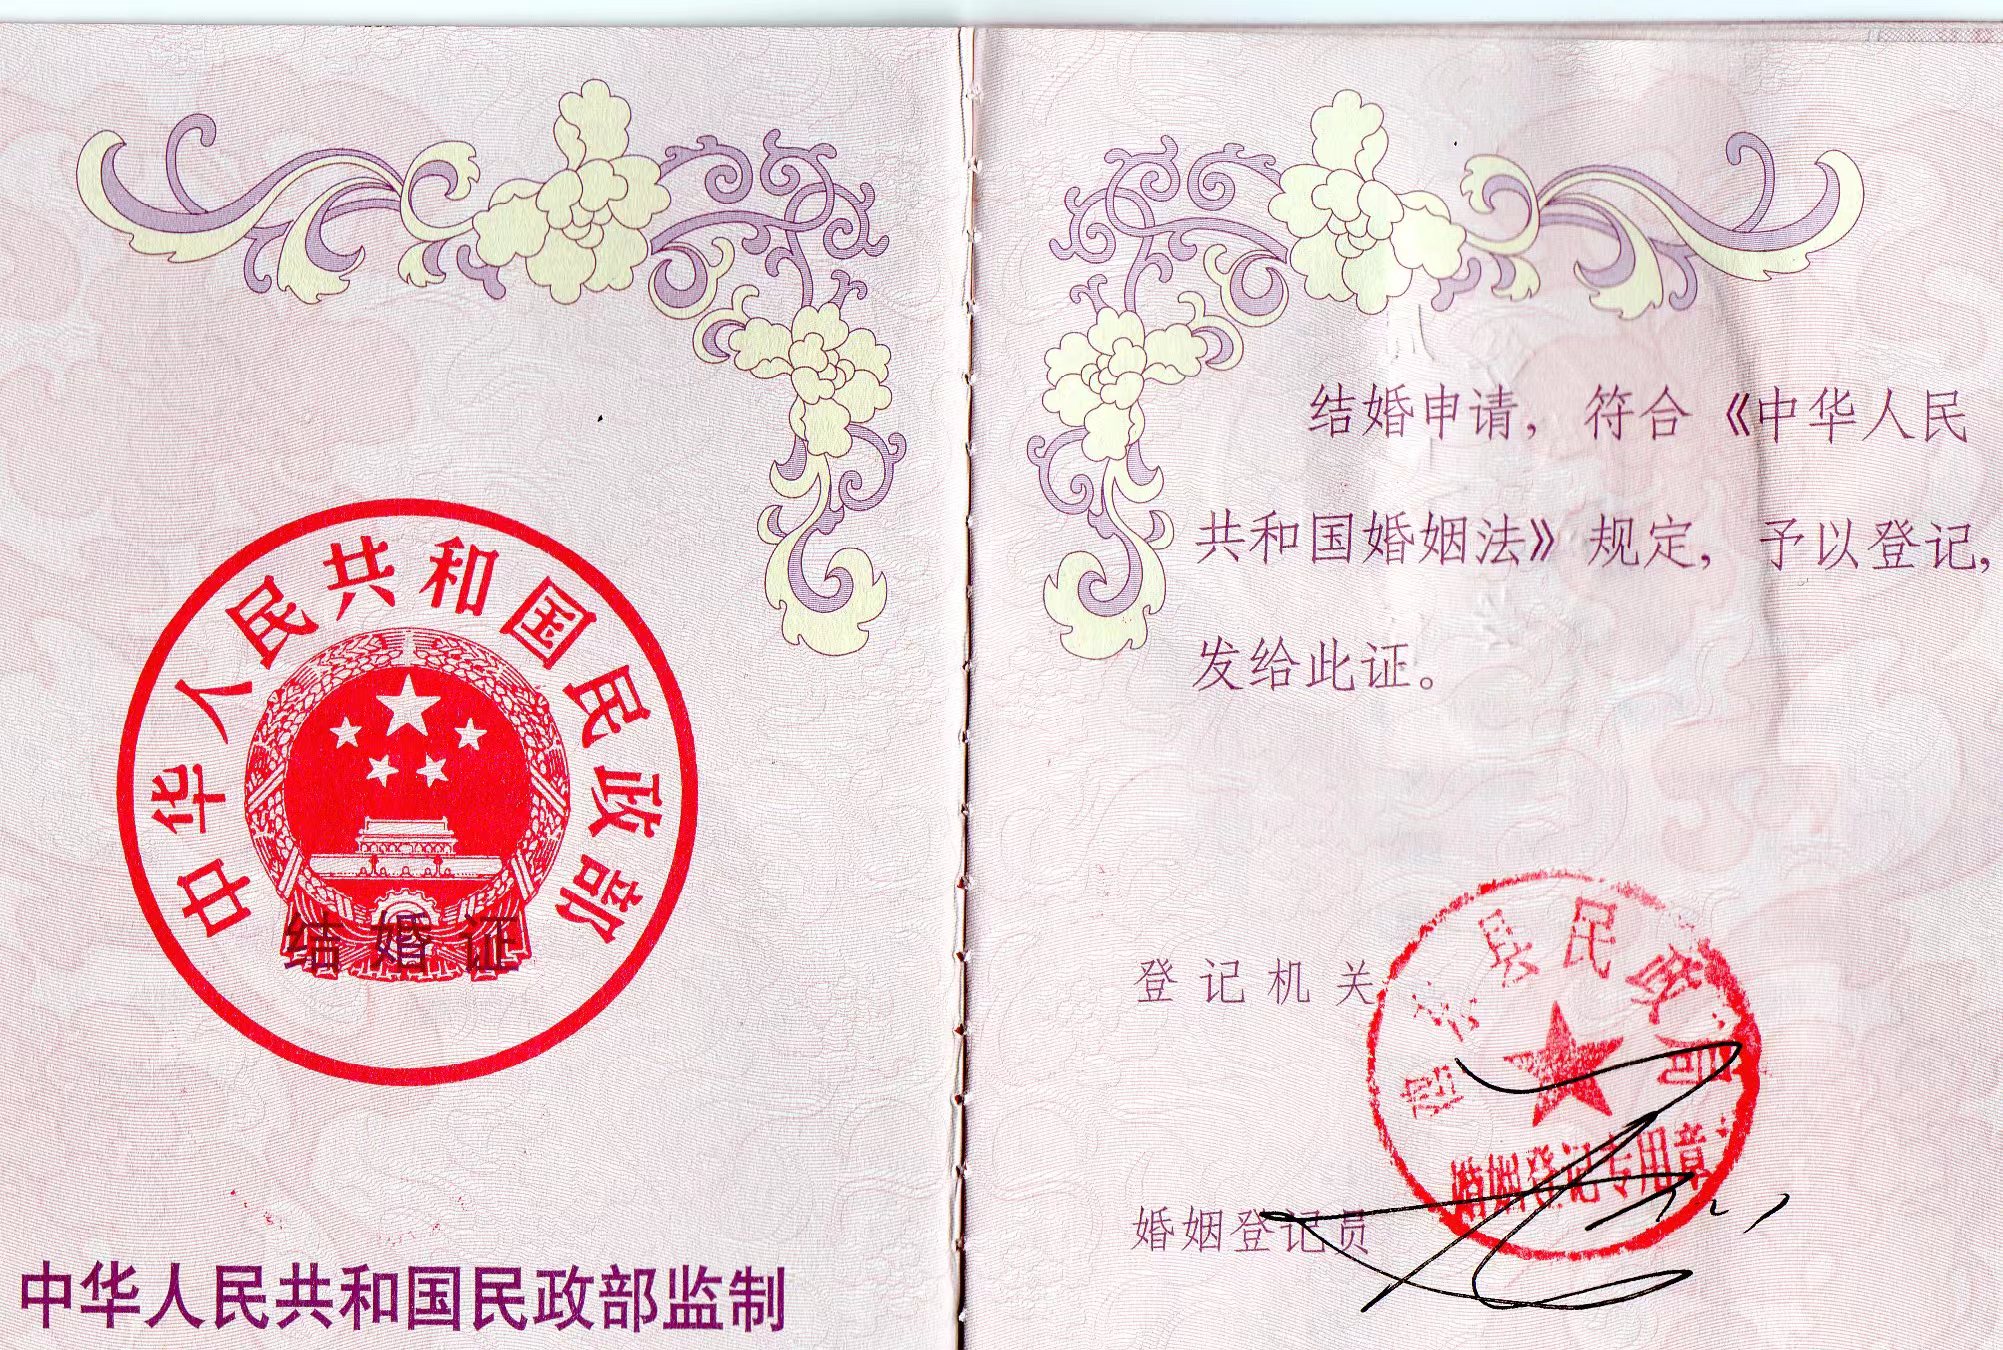 中华人民共和国民政部
结婚证
中华人民共和国民政部监制
结婚申请，符合《中华人民
共和国婚姻法》规定，予以登记，
发给此证。
登记机关
县民政局
婚姻登记专用章
婚姻登记员